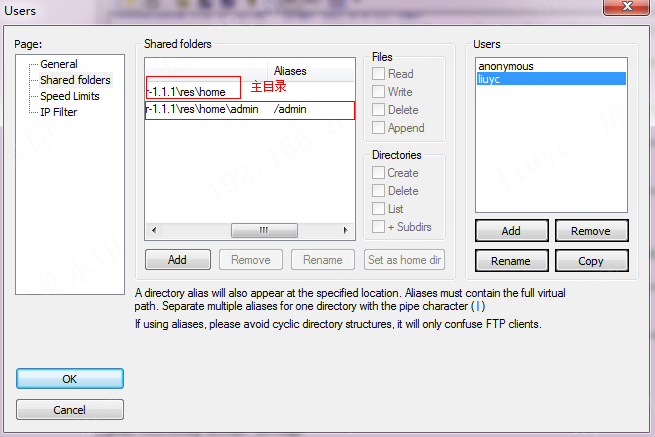 Users
Page:
General
Shared folders
Speed Limits
IP Filter
Shared folders
Aliases
r-1.1.1\res\home
主目录
r-1.1.1\res\home\admin /admin
Add
Remove
Rename
Set as home dir
Files
Read
Write
Delete
Append
Directories
Create
Delete
List
+ Subdirs
Users
anonymous
liuyc
Add
Remove
Rename
Copy
A directory alias will also appear at the specified location. Aliases must contain the full virtual
path. Separate multiple aliases for one directory with the pipe character (|)
If using aliases, please avoid cyclic directory structures, it will only confuse FTP clients.
OK
Cancel